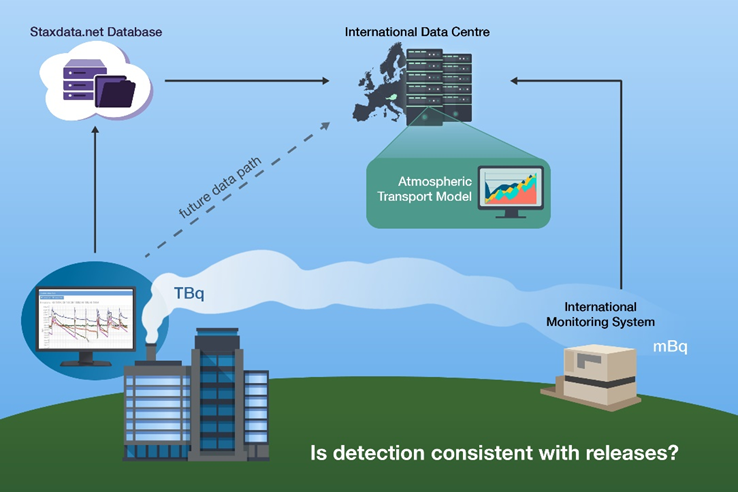 Staxdata.net Database
International Data Centre
Atmospheric
Transport Model
future data path
TBq
International
Monitoring System
mBq
Is detection consistent with releases?